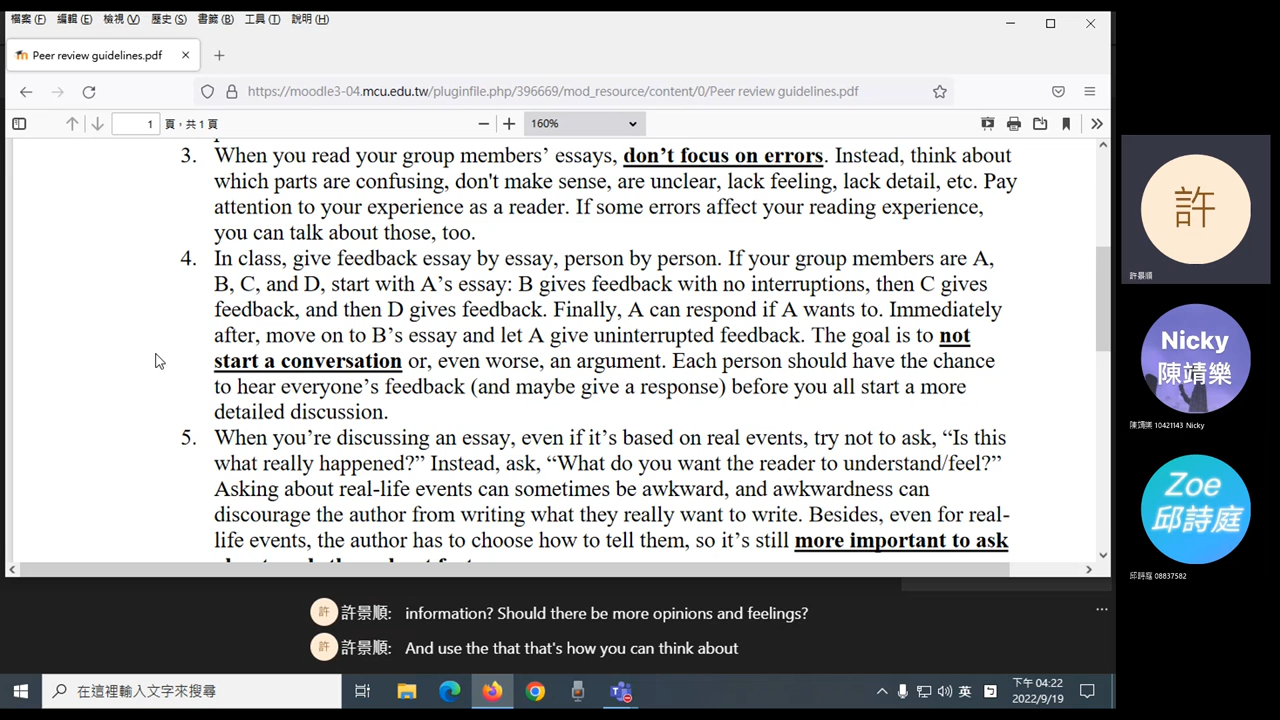 檔案(F) 編輯(E) 檢視(V) 歷史(S) 書籤(B) 工具(T) 說明(H)
Peer review guidelines.pdf
https://moodle3-04.mcu.edu.tw/pluginfile.php/396669/mod_resource/content/0/Peer review guidelines.pdf
1 頁，共 1 頁 160%
3. When you read your group members’ essays, don’t focus on errors. Instead, think about
which parts are confusing, don't make sense, are unclear, lack feeling, lack detail, etc. Pay
attention to your experience as a reader. If some errors affect your reading experience,
you can talk about those, too.
4. In class, give feedback essay by essay, person by person. If your group members are A,
B, C, and D, start with A’s essay: B gives feedback with no interruptions, then C gives
feedback, and then D gives feedback. Finally, A can respond if A wants to. Immediately
after, move on to B’s essay and let A give uninterrupted feedback. The goal is to not
start a conversation or, even worse, an argument. Each person should have the chance
to hear everyone’s feedback (and maybe give a response) before you all start a more
detailed discussion.
5. When you’re discussing an essay, even if it’s based on real events, try not to ask, “Is this
what really happened?” Instead, ask, “What do you want the reader to understand/feel?”
Asking about real-life events can sometimes be awkward, and awkwardness can
discourage the author from writing what they really want to write. Besides, even for real-
life events, the author has to choose how to tell them, so it’s still more important to ask
許
許景順
Nicky
陳靖樂
陳靖樂 10421143 Nicky
Zoe
邱詩庭
邱詩庭 08837582
許 許景順: information? Should there be more opinions and feelings?
許 許景順: And use the that that's how you can think about
在這裡輸入文字來搜尋
英
下午 04:22
2022/9/19